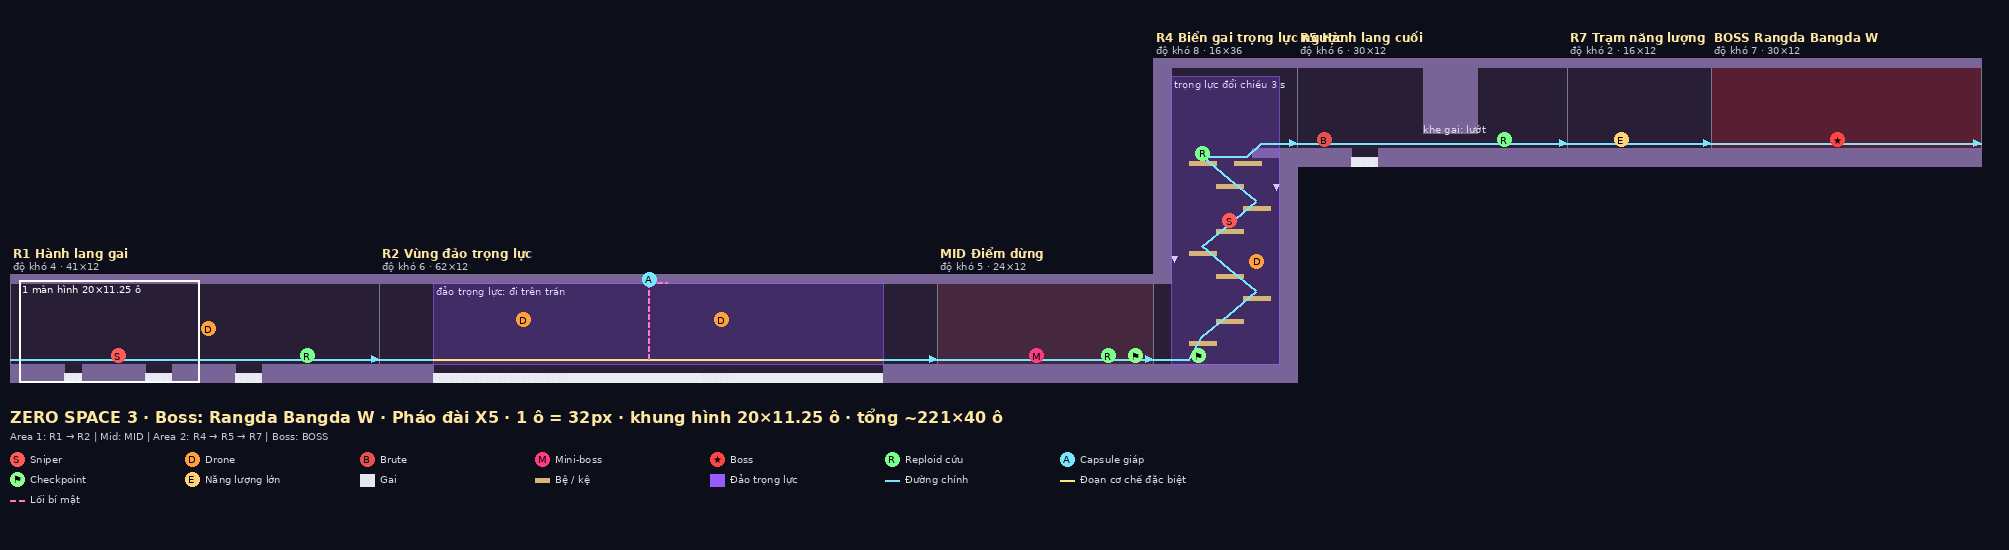 R4 Biển gai trọng lực
R5 Hành lang cuối
R7 Trạm năng lượng
BOSS Rangda Bangda W
độ khó 8 · 16×36
độ khó 6 · 30×12
độ khó 2 · 16×12
độ khó 7 · 30×12
trọng lực đổi chiều 3 s
khe gai: lướt
B
R
E
★
R
S
D
R1 Hành lang gai
R2 Vùng đảo trọng lực
MID Điểm dừng
độ khó 4 · 41×12
độ khó 6 · 62×12
độ khó 5 · 24×12
1 màn hình 20×11.25 ô
đảo trọng lực: đi trên trần
A
D
D
D
S
R
M
R
⚑
⚑
ZERO SPACE 3 · Boss: Rangda Bangda W · Pháo đài X5 · 1 ô = 32px · khung hình 20×11.25 ô · tổng ~221×40 ô
Area 1: R1 → R2 | Mid: MID | Area 2: R4 → R5 → R7 | Boss: BOSS
S Sniper
D Drone
B Brute
M Mini-boss
★ Boss
R Reploid cứu
A Capsule giáp
⚑ Checkpoint
E Năng lượng lớn
Gai
Bệ / kệ
Đảo trọng lực
Đường chính
Đoạn cơ chế đặc biệt
Lối bí mật